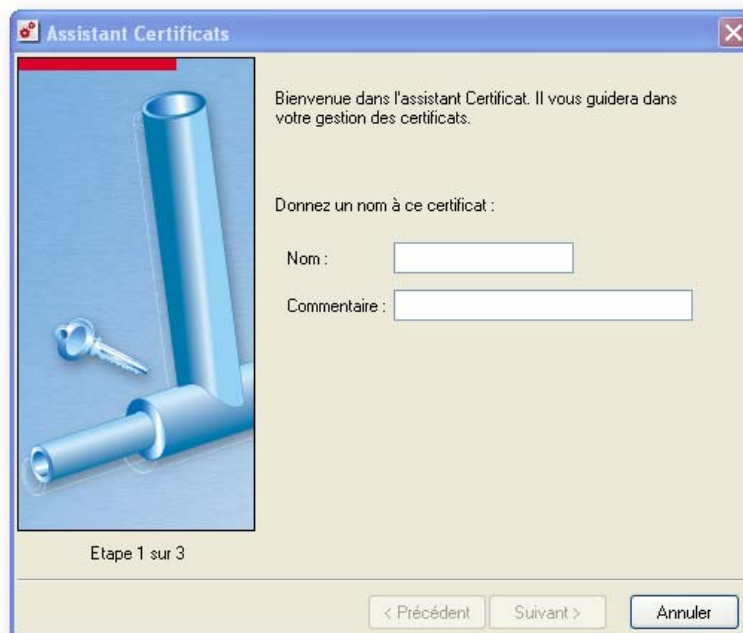 Assistant Certificats
Bienvenue dans l'assistant Certificat. Il vous guidera dans
votre gestion des certificats.
Donnez un nom à ce certificat :
Nom :
Commentaire :
Etape 1 sur 3
< Précédent
Suivant >
Annuler